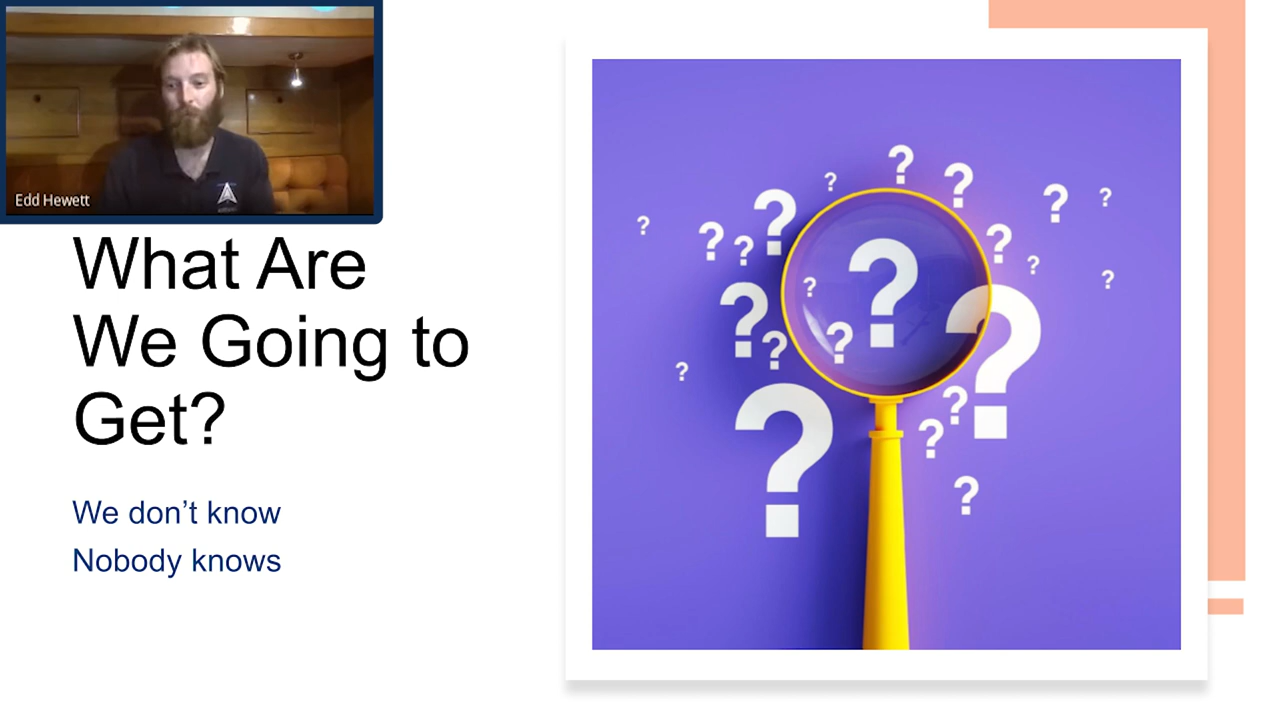 Edd Hewett
What Are
We Going to
Get?
We don’t know
Nobody knows